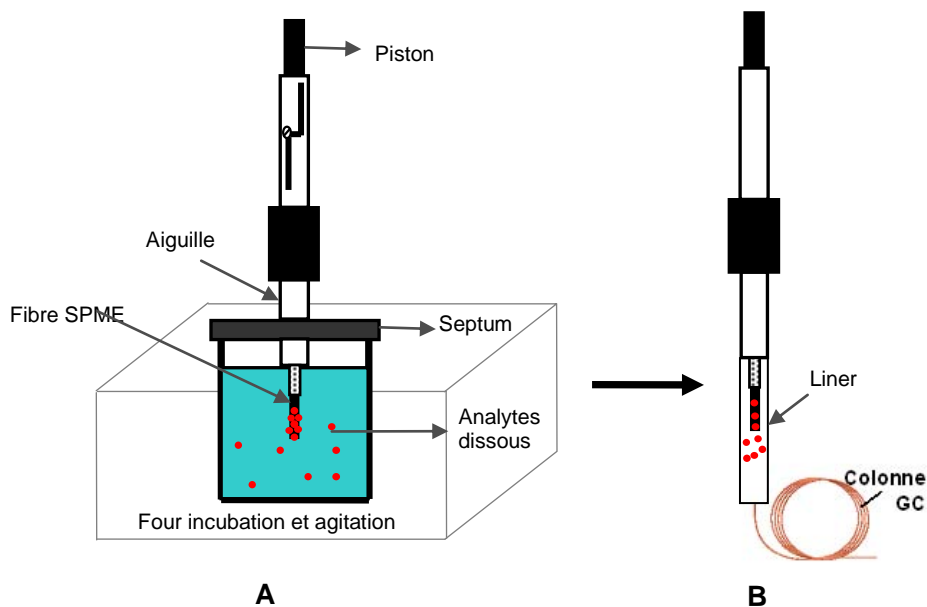 Piston
Aiguille
Fibre SPME
Septum
Analytes
dissous
Four incubation et agitation
A
Liner
Colonne
GC
B